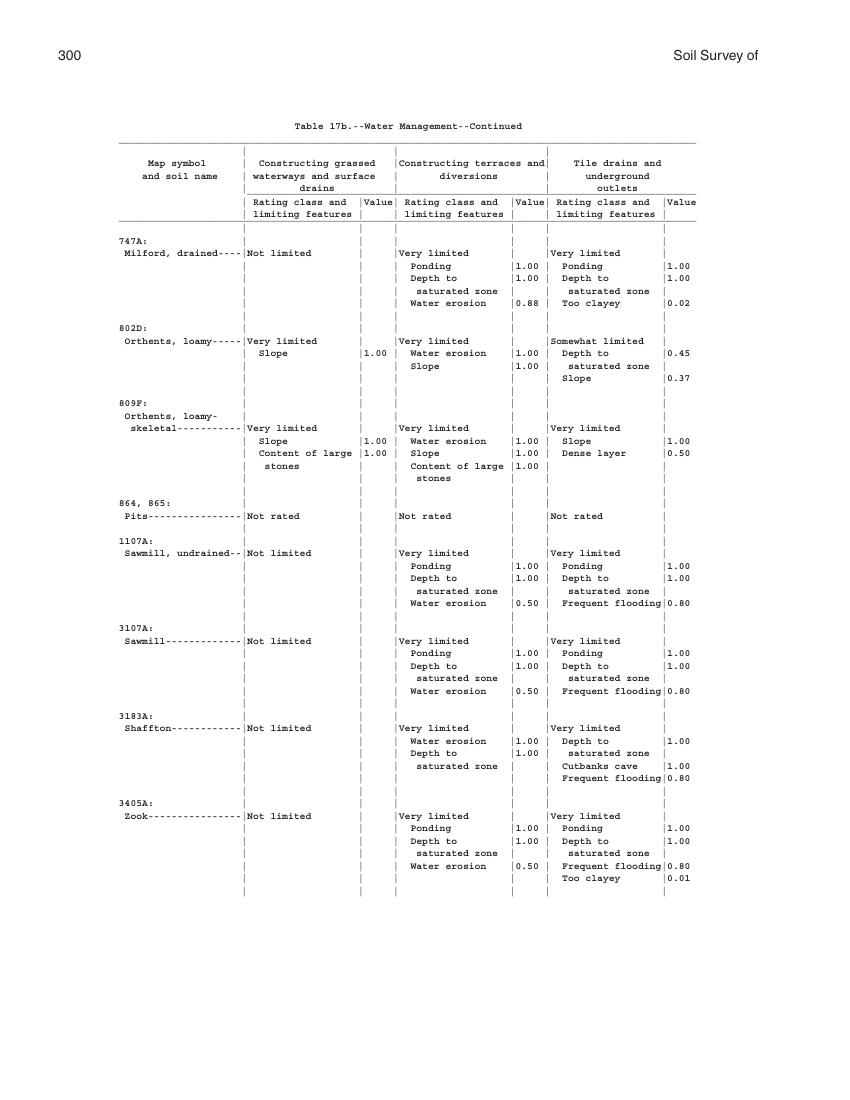 300
Soil Survey of
Table 17b.--Water Management--Continued
Map symbol | Constructing grassed |Constructing terraces and| Tile drains and
and soil name | waterways and surface | diversions | underground
| drains | | outlets
| Rating class and |Value| Rating class and |Value| Rating class and |Value
| limiting features | | limiting features | | limiting features |
747A:
Milford, drained----|Not limited | |Very limited | |Very limited |
| | | Ponding |1.00 | Ponding |1.00
| | | Depth to |1.00 | Depth to |1.00
| | | saturated zone | | saturated zone |
| | | Water erosion |0.88 | Too clayey |0.02
802D:
Orthents, loamy-----|Very limited | |Very limited | |Somewhat limited |
| Slope |1.00 | Water erosion |1.00 | Depth to |0.45
| | | Slope |1.00 | saturated zone |
| | | | | Slope |0.37
809F:
Orthents, loamy-
skeletal-----------|Very limited | |Very limited | |Very limited |
| Slope |1.00 | Water erosion |1.00 | Slope |1.00
| Content of large |1.00 | Slope |1.00 | Dense layer |0.50
| stones | | Content of large |1.00 | |
| | | stones | | |
864, 865:
Pits----------------|Not rated | |Not rated | |Not rated |
1107A:
Sawmill, undrained--|Not limited | |Very limited | |Very limited |
| | | Ponding |1.00 | Ponding |1.00
| | | Depth to |1.00 | Depth to |1.00
| | | saturated zone | | saturated zone |
| | | Water erosion |0.50 | Frequent flooding|0.80
3107A:
Sawmill-------------|Not limited | |Very limited | |Very limited |
| | | Ponding |1.00 | Ponding |1.00
| | | Depth to |1.00 | Depth to |1.00
| | | saturated zone | | saturated zone |
| | | Water erosion |0.50 | Frequent flooding|0.80
3183A:
Shaffton------------|Not limited | |Very limited | |Very limited |
| | | Water erosion |1.00 | Depth to |1.00
| | | Depth to |1.00 | saturated zone |
| | | saturated zone | | Cutbanks cave |1.00
| | | | | Frequent flooding|0.80
3405A:
Zook----------------|Not limited | |Very limited | |Very limited |
| | | Ponding |1.00 | Ponding |1.00
| | | Depth to |1.00 | Depth to |1.00
| | | saturated zone | | saturated zone |
| | | Water erosion |0.50 | Frequent flooding|0.80
| | | | | Too clayey |0.01